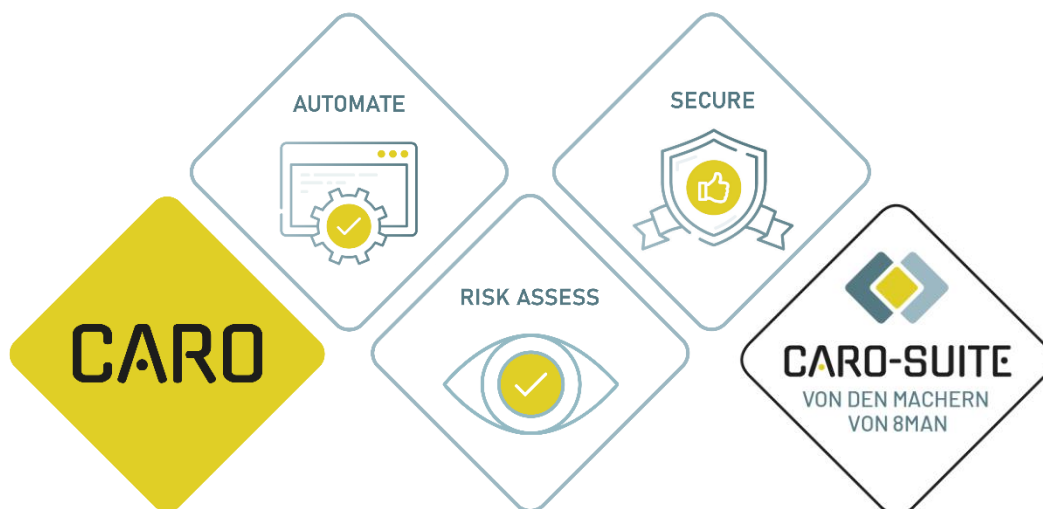 AUTOMATE
SECURE
RISK ASSESS
CARO
CARO-SUITE
VON DEN MACHERN
VON 8MAN